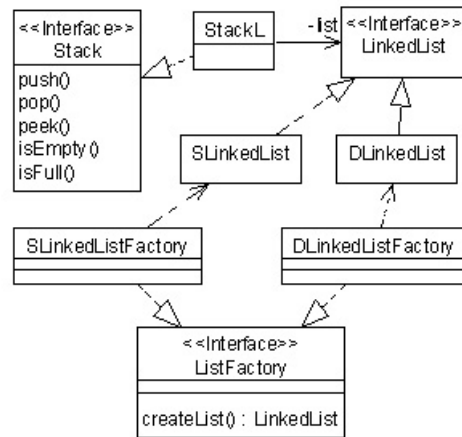 <<Interface>>
Stack
push()
pop()
peek()
isEmpty()
isFull()
StackL
-list
<<Interface>>
LinkedList
SLinkedList
DLinkedList
SLinkedListFactory
DLinkedListFactory
<<Interface>>
ListFactory
createList() : LinkedList